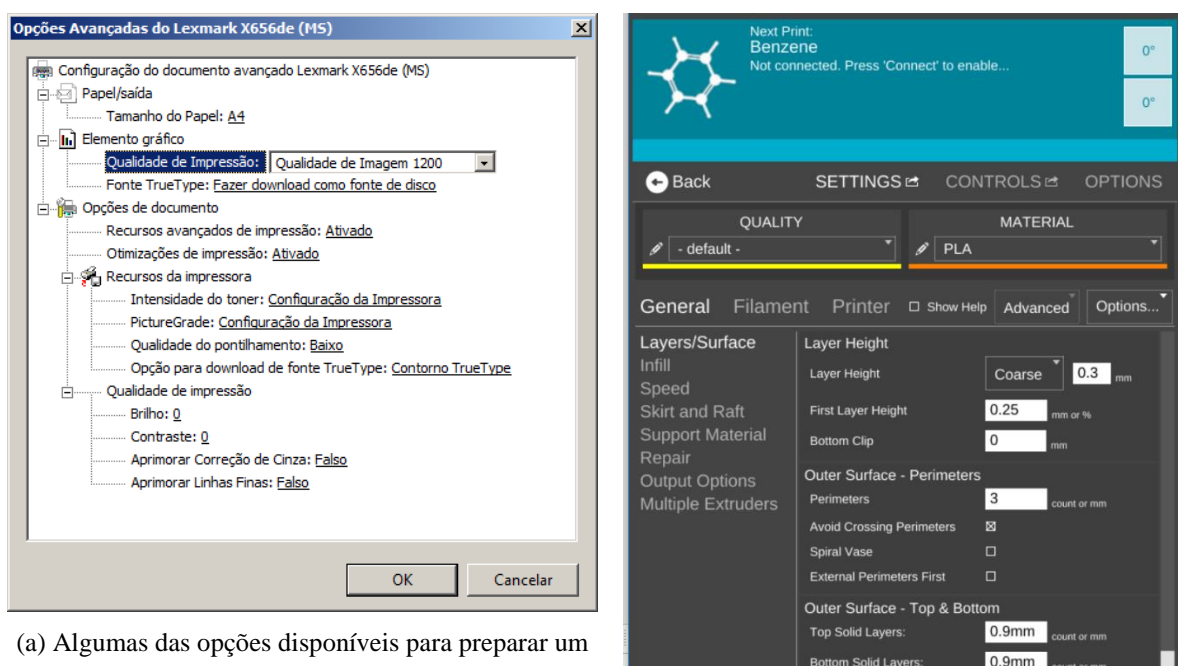 Opções Avançadas do Lexmark X656de (MS)
Configuração do documento avançado Lexmark X656de (MS)
Papel/saída
Tamanho do Papel: A4
Elemento gráfico
Qualidade de Impressão: Qualidade de Imagem 1200
Fonte TrueType: Fazer download como fonte de disco
Opções de documento
Recursos avançados de impressão: Ativado
Otimizações de impressão: Ativado
Recursos da impressora
Intensidade do toner: Configuração da Impressora
PictureGrade: Configuração da Impressora
Qualidade do pontilhamento: Baixo
Opção para download de fonte TrueType: Contorno TrueType
Qualidade de impressão
Brilho: 0
Contraste: 0
Aprimorar Correção de Cinza: Falso
Aprimorar Linhas Finas: Falso
OK Cancelar
(a) Algumas das opções disponíveis para preparar um
Next Print:
Benzene
Not connected. Press 'Connect' to enable...
0°
0°
Back SETTINGS CONTROLS OPTIONS
QUALITY MATERIAL
- default - PLA
General Filament Printer Show Help Advanced Options...
Layers/Surface
Infill
Speed
Skirt and Raft
Support Material
Repair
Output Options
Multiple Extruders
Layer Height
Layer Height Coarse 0.3 mm
First Layer Height 0.25 mm or %
Bottom Clip 0 mm
Outer Surface - Perimeters
Perimeters 3 count or mm
Avoid Crossing Perimeters
Spiral Vase
External Perimeters First
Outer Surface - Top & Bottom
Top Solid Layers: 0.9mm count or mm
Bottom Solid Layers: 0.9mm count or mm